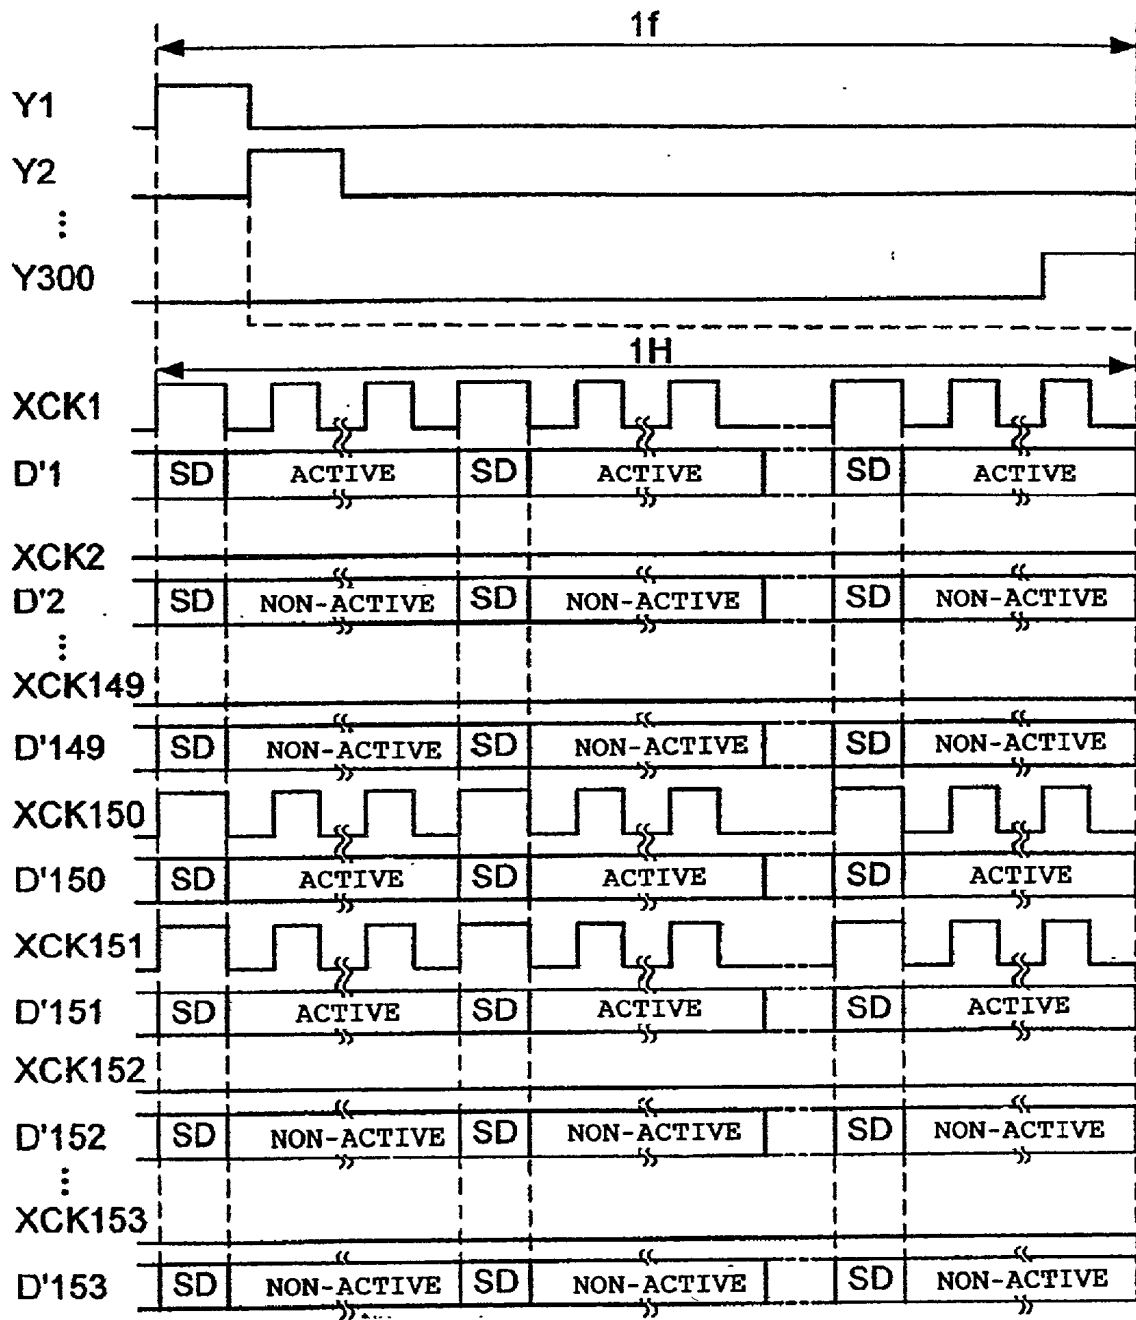 1f
Y1
Y2
⋮
Y300
1H
XCK1
D'1 SD ACTIVE SD ACTIVE SD ACTIVE
XCK2
D'2 SD NON-ACTIVE SD NON-ACTIVE SD NON-ACTIVE
⋮
XCK149
D'149 SD NON-ACTIVE SD NON-ACTIVE SD NON-ACTIVE
XCK150
D'150 SD ACTIVE SD ACTIVE SD ACTIVE
XCK151
D'151 SD ACTIVE SD ACTIVE SD ACTIVE
XCK152
D'152 SD NON-ACTIVE SD NON-ACTIVE SD NON-ACTIVE
⋮
XCK153
D'153 SD NON-ACTIVE SD NON-ACTIVE SD NON-ACTIVE